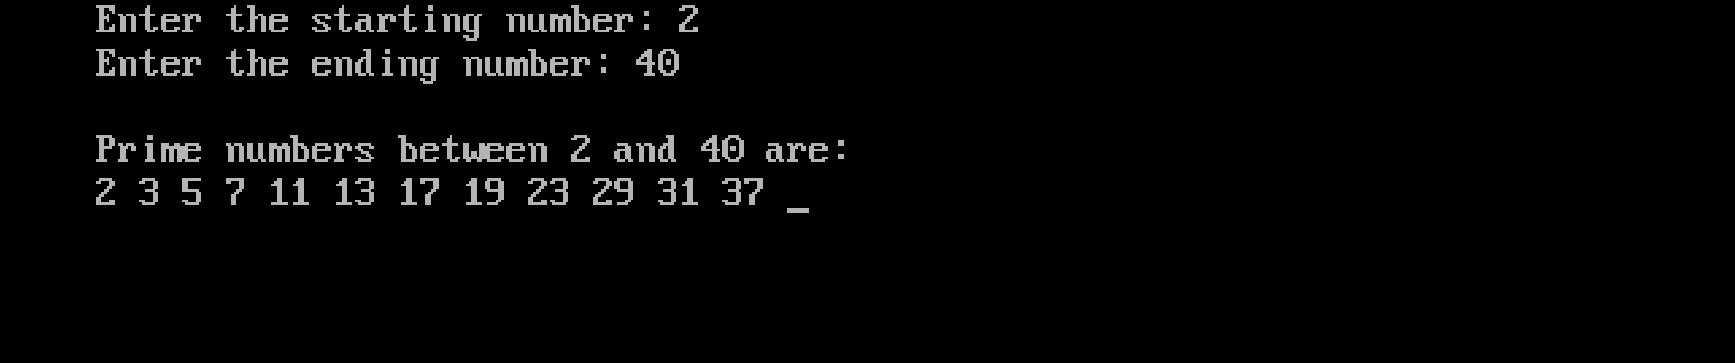 Enter the starting number: 2
Enter the ending number: 40
Prime numbers between 2 and 40 are:
2 3 5 7 11 13 17 19 23 29 31 37 _